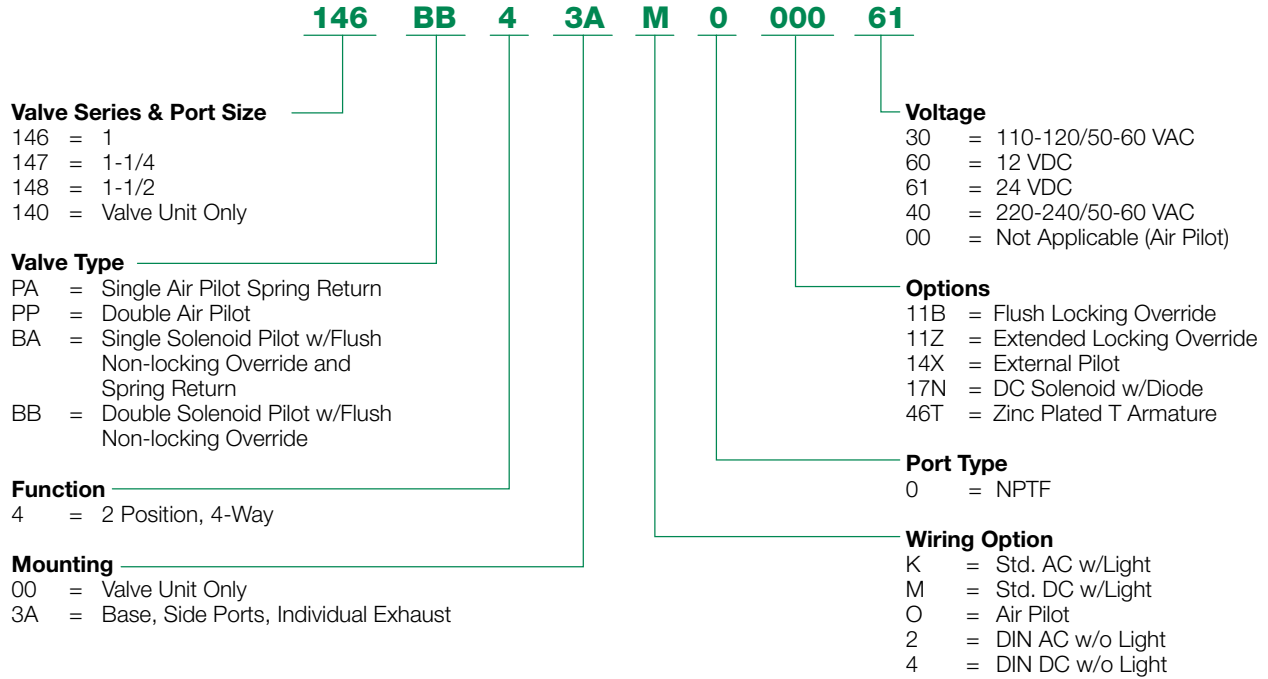 146 BB 4 3A M 0 000 61
Valve Series & Port Size
146 = 1
147 = 1-1/4
148 = 1-1/2
140 = Valve Unit Only
Valve Type
PA = Single Air Pilot Spring Return
PP = Double Air Pilot
BA = Single Solenoid Pilot w/Flush
Non-locking Override and
Spring Return
BB = Double Solenoid Pilot w/Flush
Non-locking Override
Function
4 = 2 Position, 4-Way
Mounting
00 = Valve Unit Only
3A = Base, Side Ports, Individual Exhaust
Voltage
30 = 110-120/50-60 VAC
60 = 12 VDC
61 = 24 VDC
40 = 220-240/50-60 VAC
00 = Not Applicable (Air Pilot)
Options
11B = Flush Locking Override
11Z = Extended Locking Override
14X = External Pilot
17N = DC Solenoid w/Diode
46T = Zinc Plated T Armature
Port Type
0 = NPTF
Wiring Option
K = Std. AC w/Light
M = Std. DC w/Light
O = Air Pilot
2 = DIN AC w/o Light
4 = DIN DC w/o Light